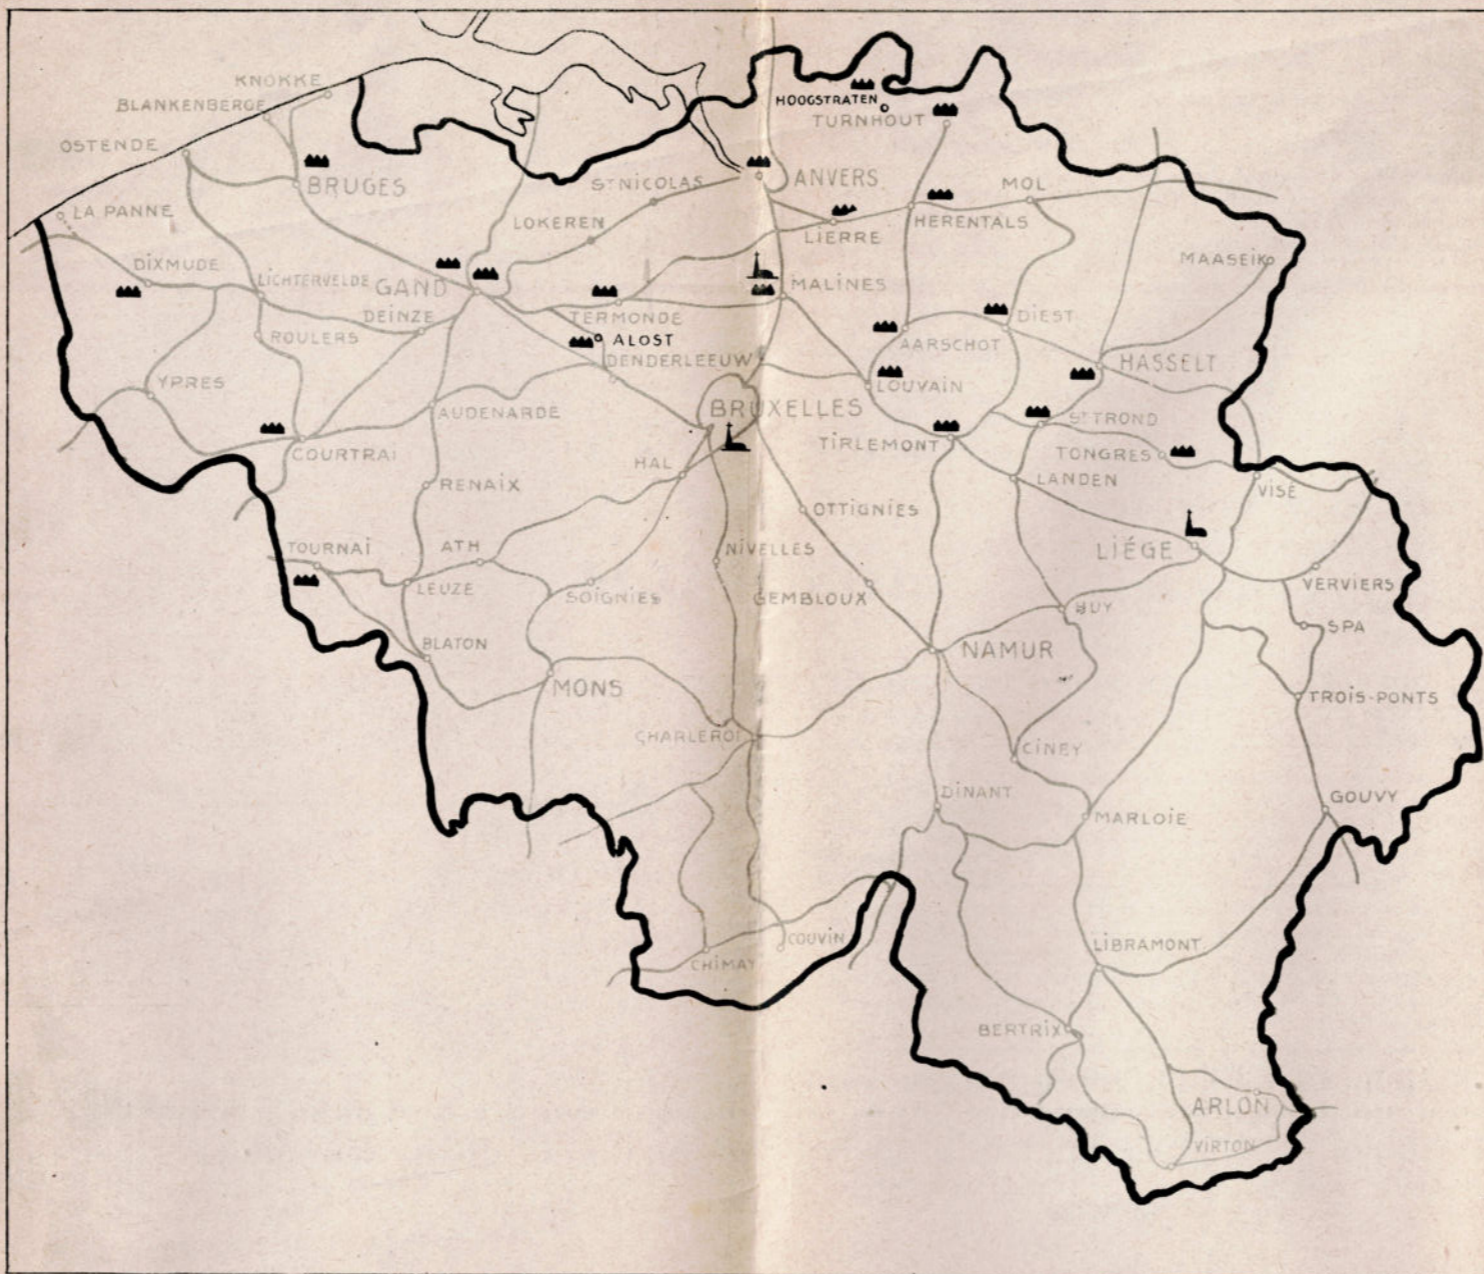 KNOKKE
BLANKENBERGE
HOOGSTRATEN
TURNHOUT
OSTENDE
BRUGES
ST NICOLAS
ANVERS
MOL
LA PANNE
LOKEREN
LIERRE
HERENTALS
DIXMUDE
LICHTERVELDE
GAND
MALINES
MAASEIK
DEINZE
TERMONDE
DIEST
ROULERS
ALOST
AARSCHOT
DENDERLEEUW
HASSELT
YPRES
LOUVAIN
AUDENARDE
BRUXELLES
ST TROND
COURTRAI
TIRLEMONT
TONGRES
HAL
RENAIX
LANDEN
VISÉ
OTTIGNIES
TOURNAI
ATH
NIVELLES
LIÉGE
LEUZE
SOIGNIES
GEMBLOUX
VERVIERS
HUY
SPA
BLATON
NAMUR
MONS
TROIS-PONTS
CHARLEROI
CINEY
DINANT
GOUVY
MARLOIE
COUVIN
LIBRAMONT
CHIMAY
BERTRIX
ARLON
VIRTON